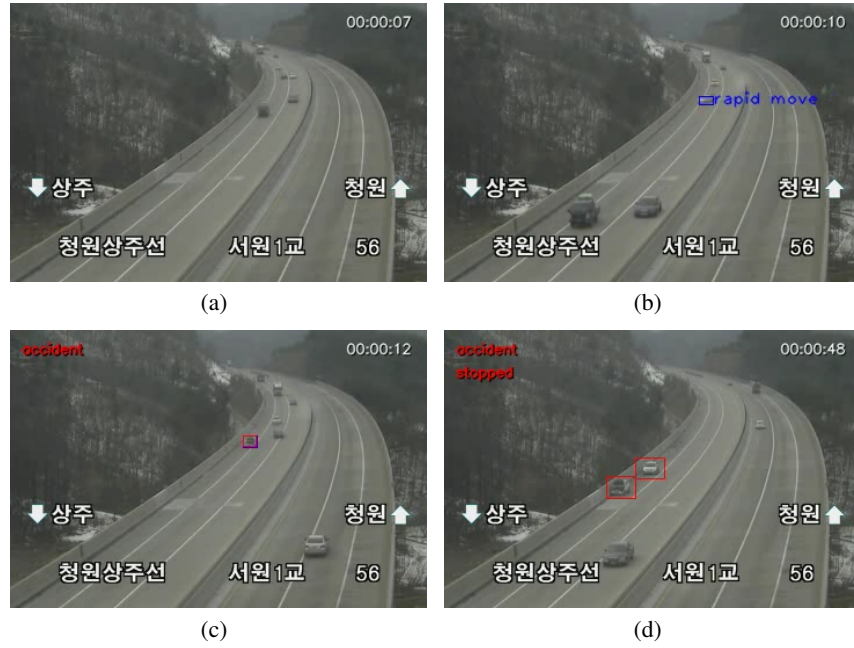 00:00:07
상주
청원
청원상주선 서원1교 56
(a)
00:00:10
rapid move
상주
청원
청원상주선 서원1교 56
(b)
accident
00:00:12
상주
청원
청원상주선 서원1교 56
(c)
accident
00:00:48
stopped
상주
청원
청원상주선 서원1교 56
(d)